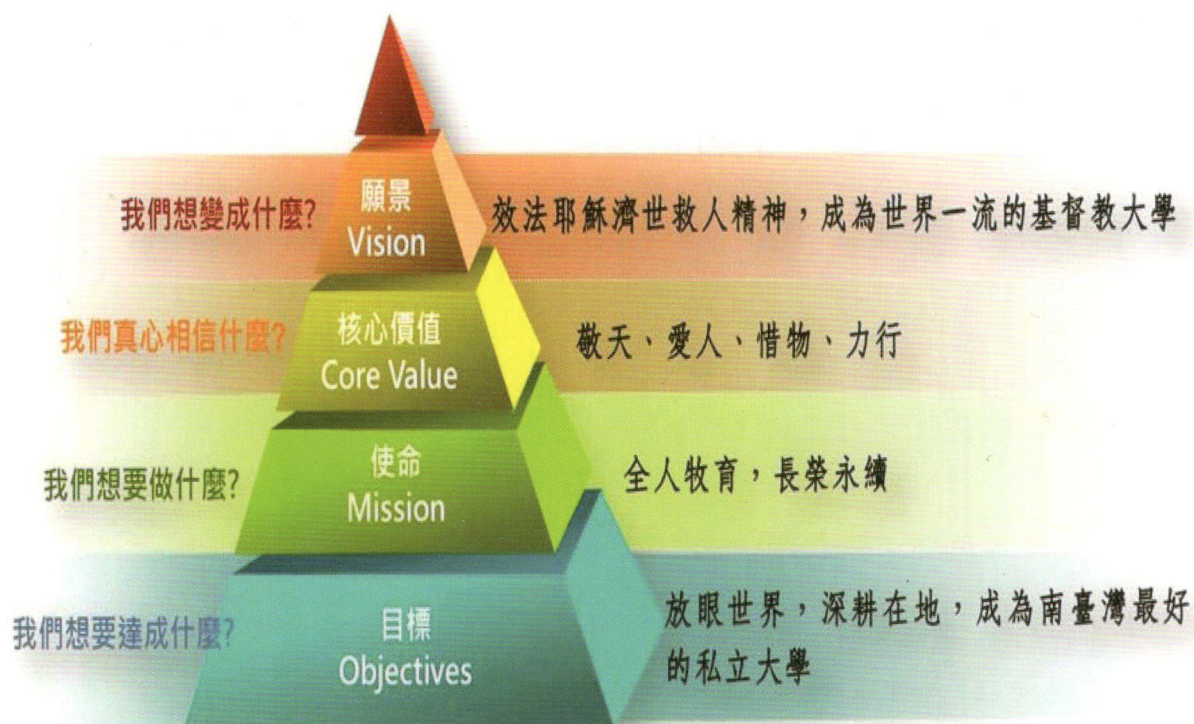 我們想變成什麼?
願景
Vision
效法耶穌濟世救人精神，成為世界一流的基督教大學
我們真心相信什麼?
核心價值
Core Value
敬天、愛人、惜物、力行
我們想要做什麼?
使命
Mission
全人牧育，長榮永續
我們想要達成什麼?
目標
Objectives
放眼世界，深耕在地，成為南臺灣最好
的私立大學